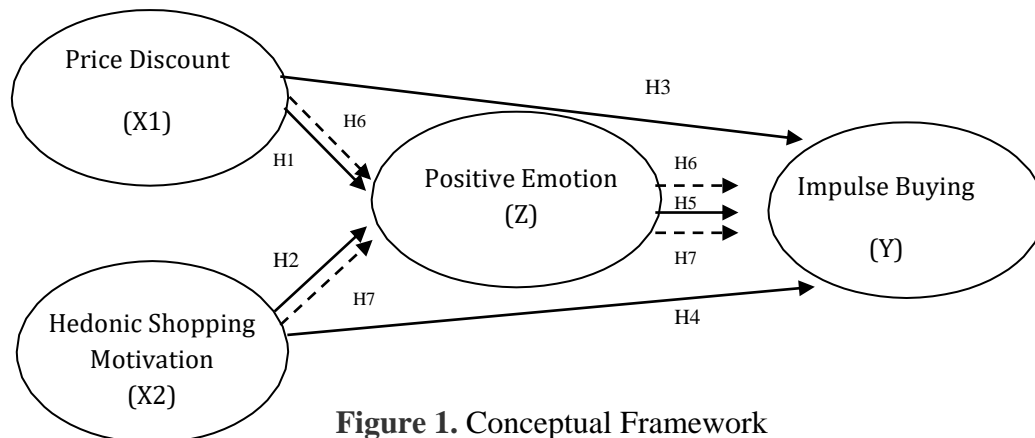 Price Discount
(X1)
H3
H6
H1
Positive Emotion
(Z)
H6
H5
H7
Impulse Buying
(Y)
H2
H7
Hedonic Shopping
Motivation
(X2)
H4
Figure 1. Conceptual Framework